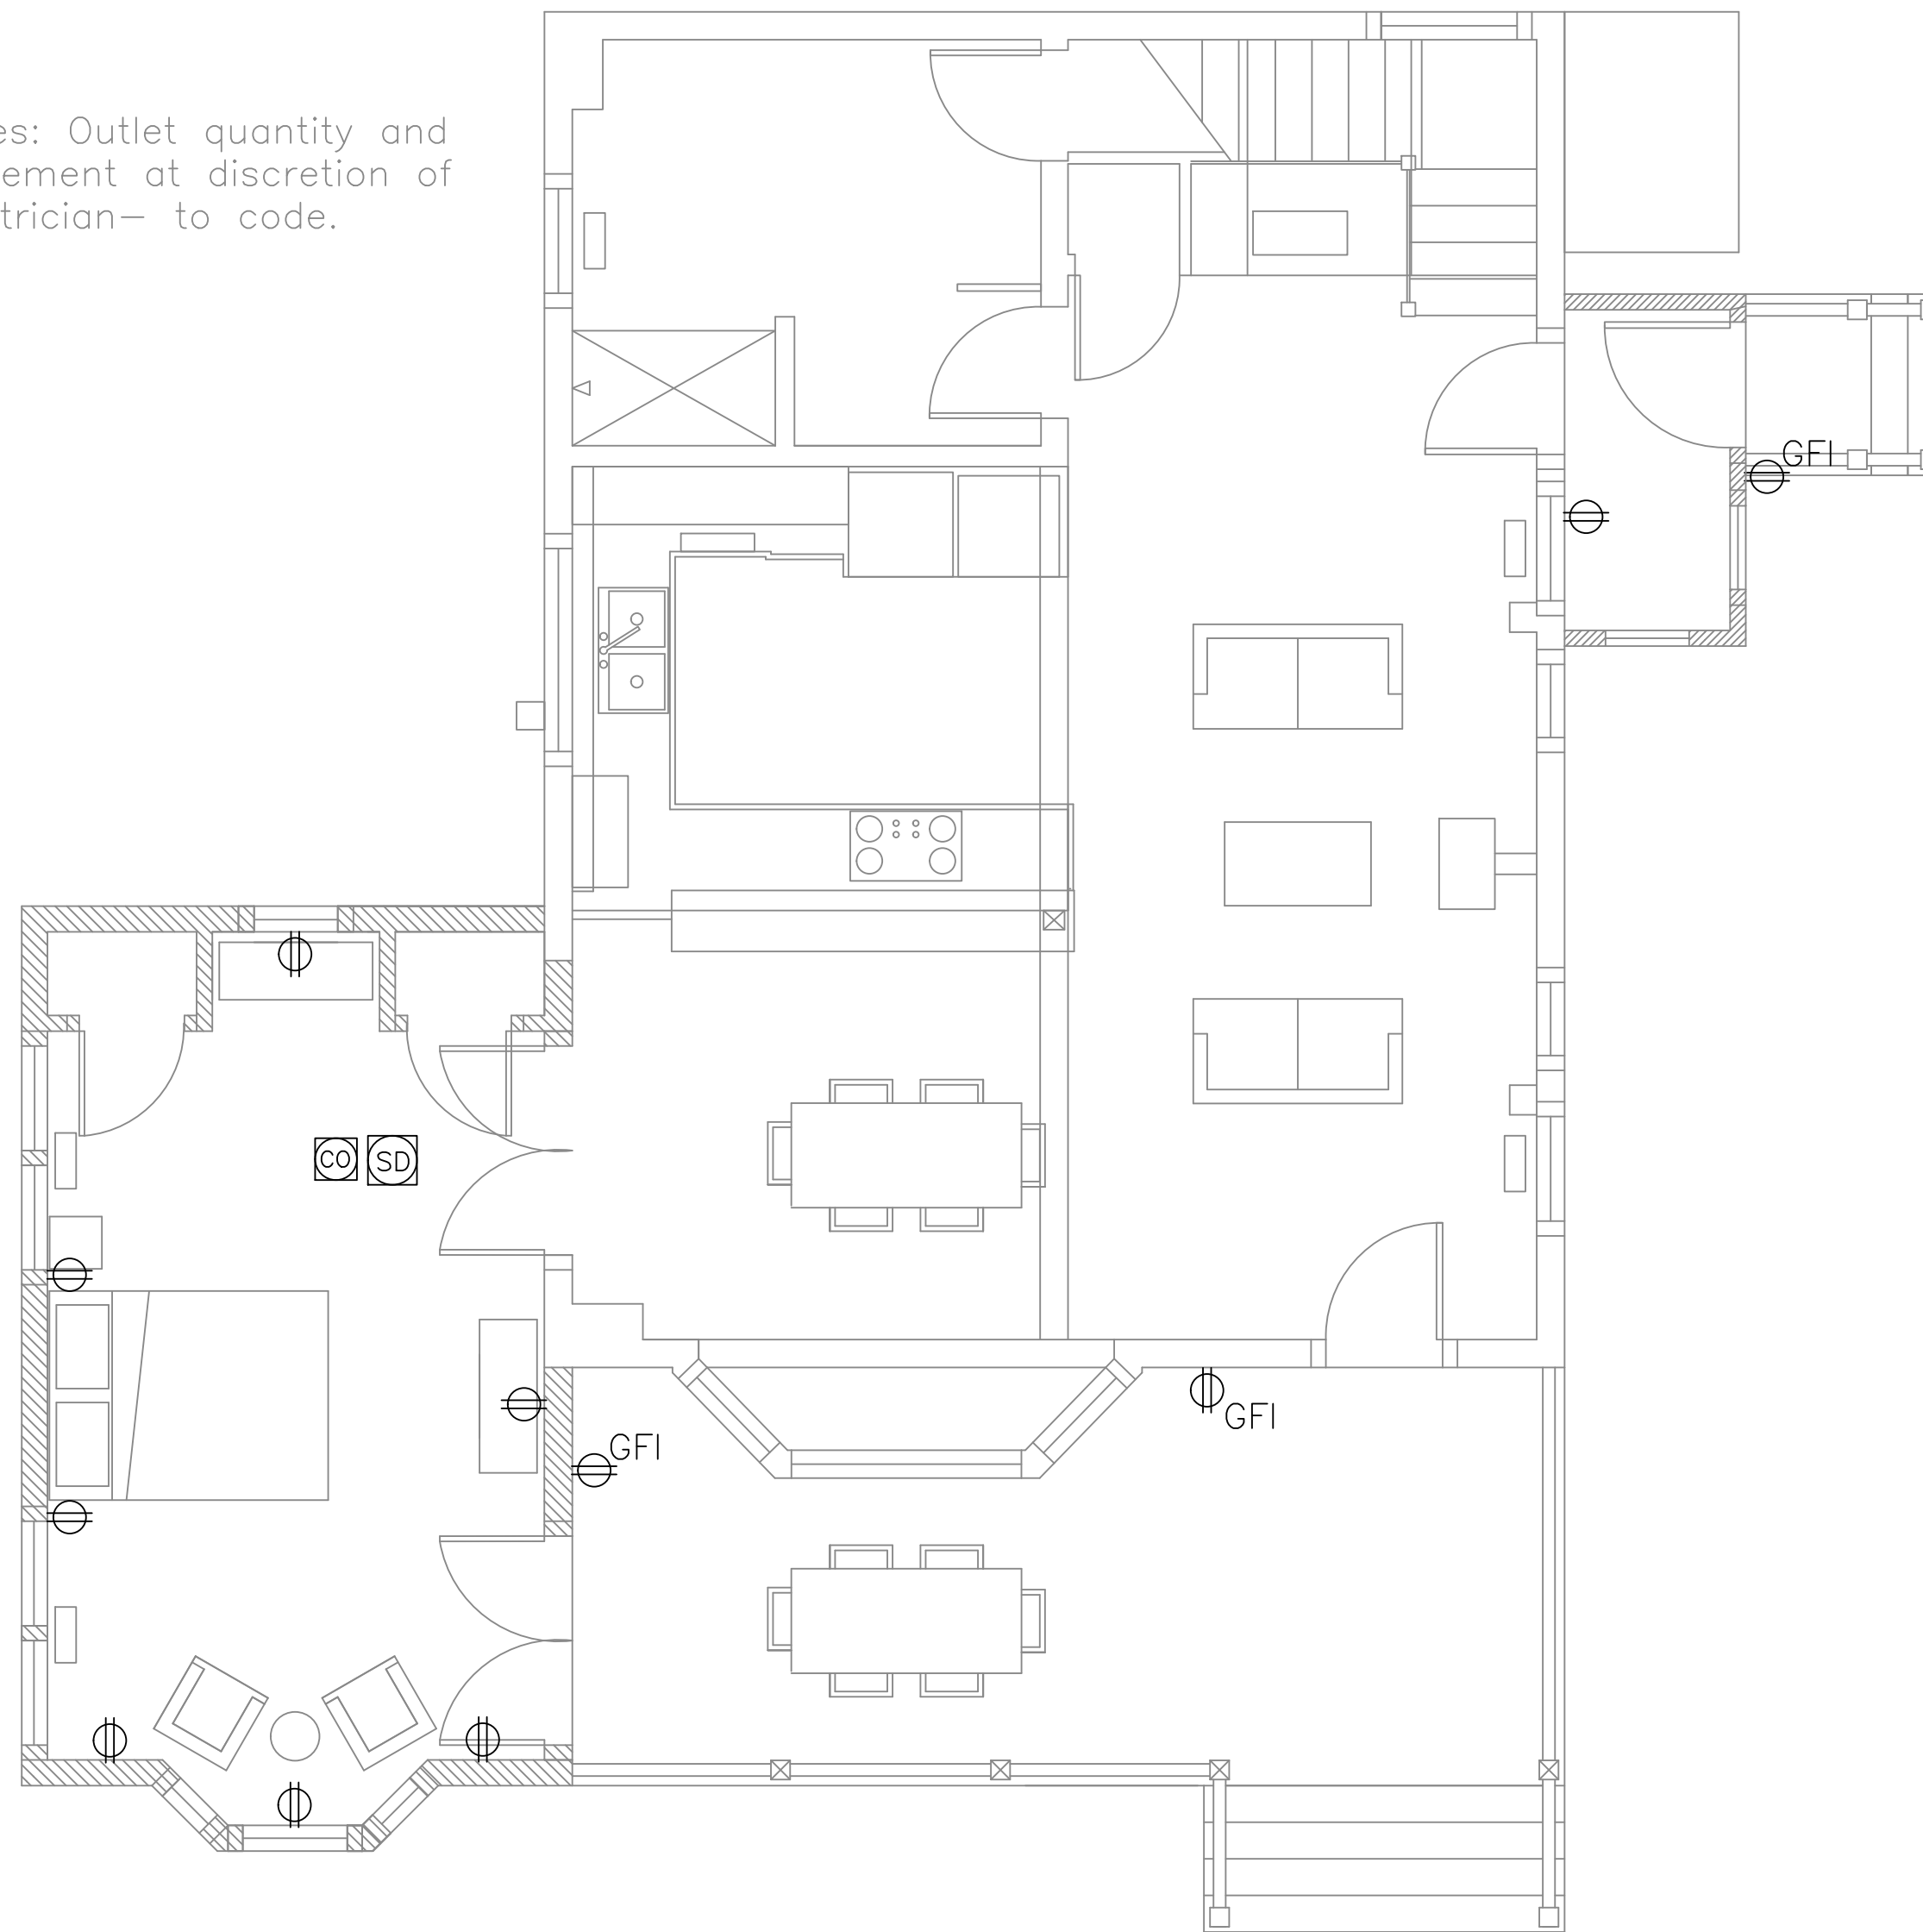 es: Outlet quantity and
ement at discretion of
trician— to code.
GFI
CO SD
GFI
GFI